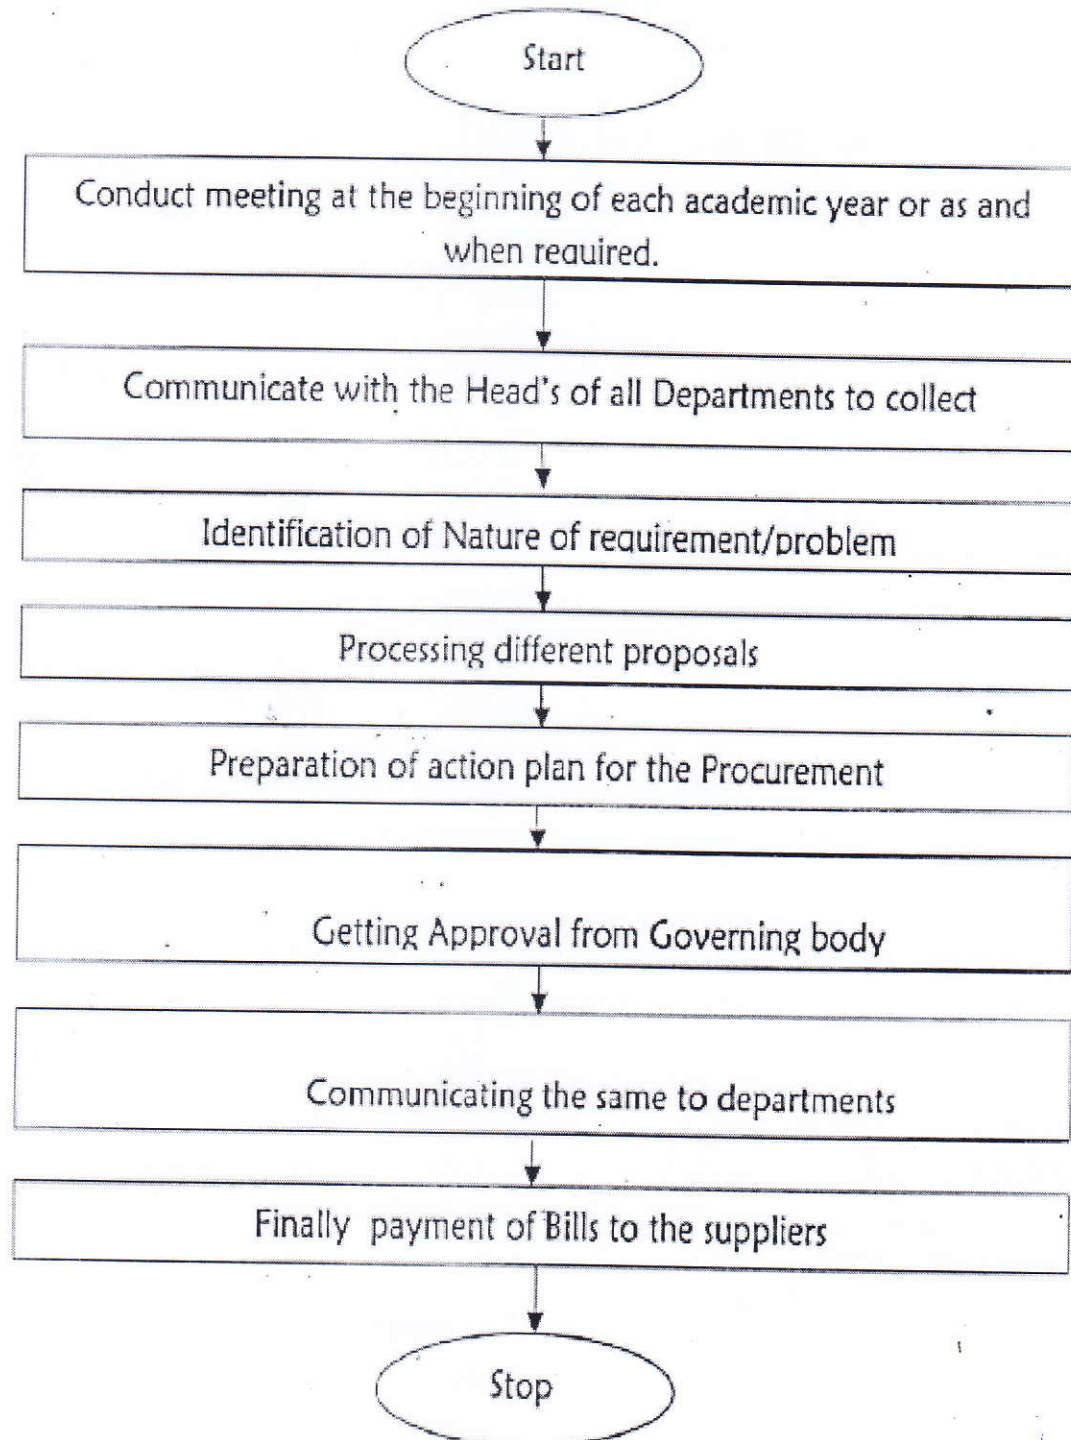 Start
Conduct meeting at the beginning of each academic year or as and
when required.
Communicate with the Head's of all Departments to collect
Identification of Nature of requirement/problem
Processing different proposals
Preparation of action plan for the Procurement
Getting Approval from Governing body
Communicating the same to departments
Finally payment of Bills to the suppliers
Stop